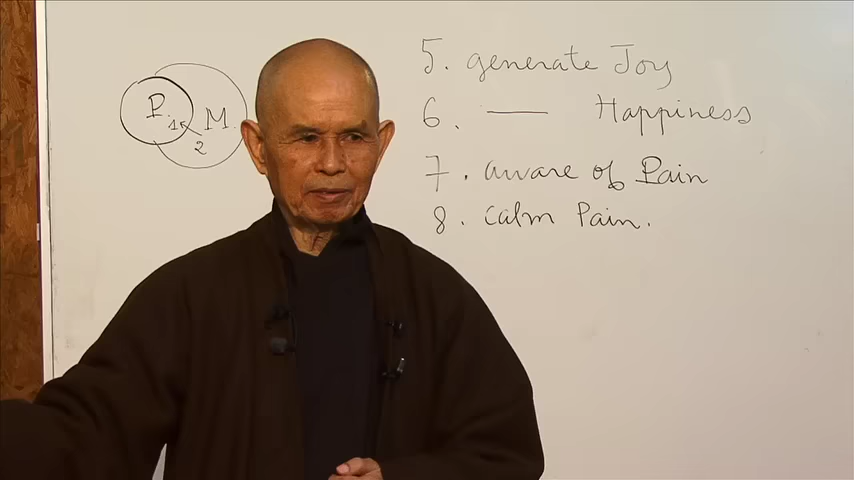 P. M.
1
2
5. generate Joy
6. — Happiness
7. aware of Pain
8. calm Pain.